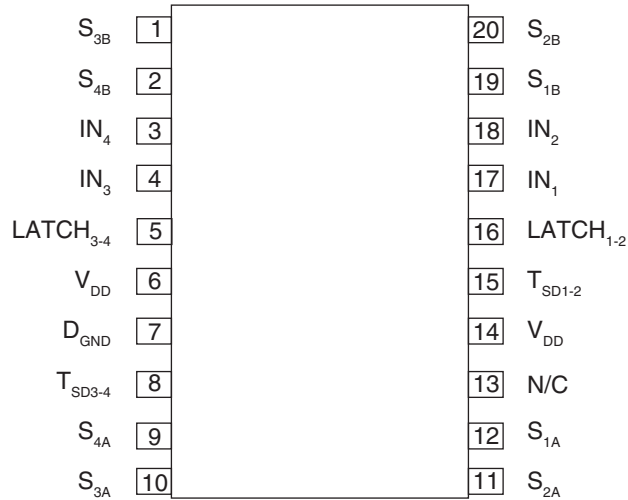 S3B 1 20 S2B
S4B 2 19 S1B
IN4 3 18 IN2
IN3 4 17 IN1
LATCH3-4 5 16 LATCH1-2
VDD 6 15 TSD1-2
DGND 7 14 VDD
TSD3-4 8 13 N/C
S4A 9 12 S1A
S3A 10 11 S2A